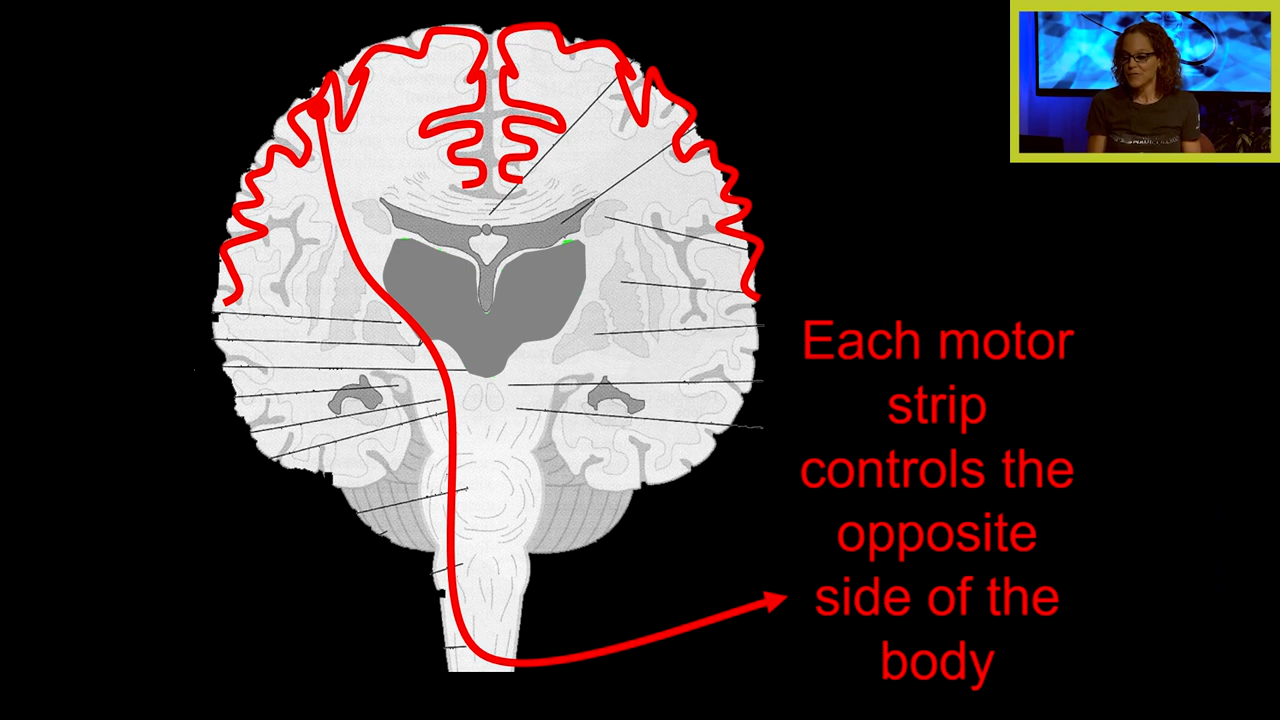 Each motor
strip
controls the
opposite
side of the
body